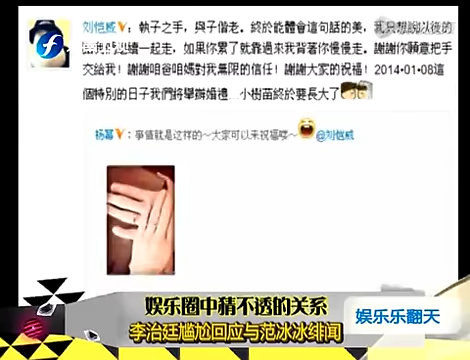 刘恺威V：執子之手，與子偕老。終於能體會這句話的美，我只想說以後的
一起走，如果你累了就靠過來我背著你慢慢走。謝謝你願意把手
交給我！謝謝咱爸咱媽對我無限的信任！謝謝大家的祝福！2014·01·08這
個特別的日子我們將舉辦婚禮...小樹苗終於要長大了
杨幂V：事值就是这样的~大家可以来祝福喽~ @刘恺威
娱乐圈中猜不透的关系
李治廷尴尬回应与范冰冰绯闻
娱乐乐翻天